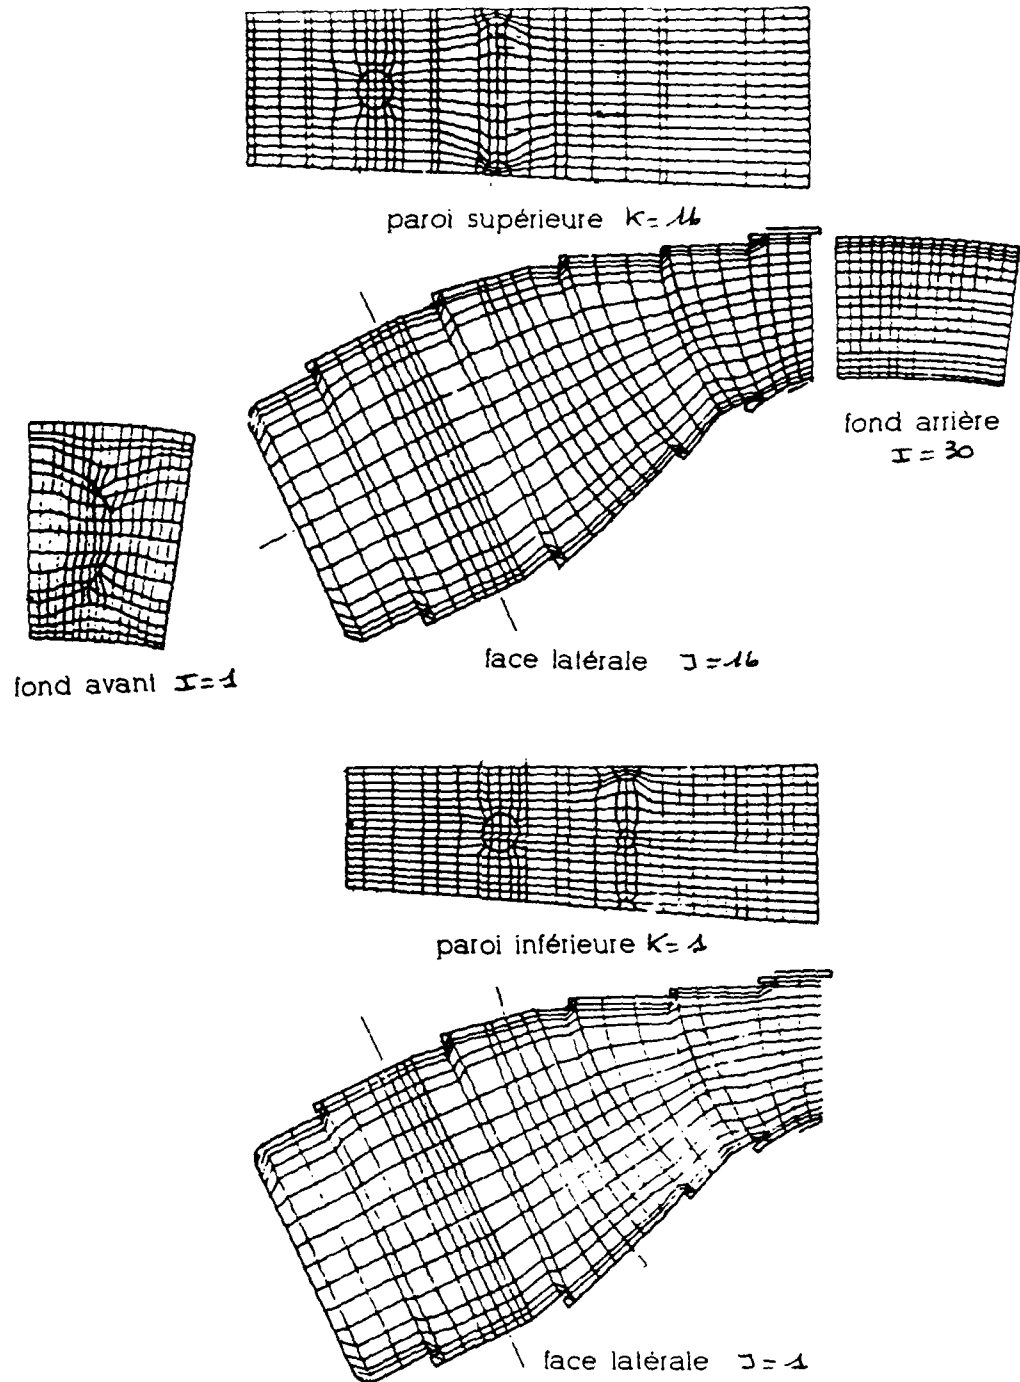 paroi supérieure K=16
fond arrière
I=30
fond avant I=1
face latérale J=16
paroi inférieure K=1
face latérale J=1